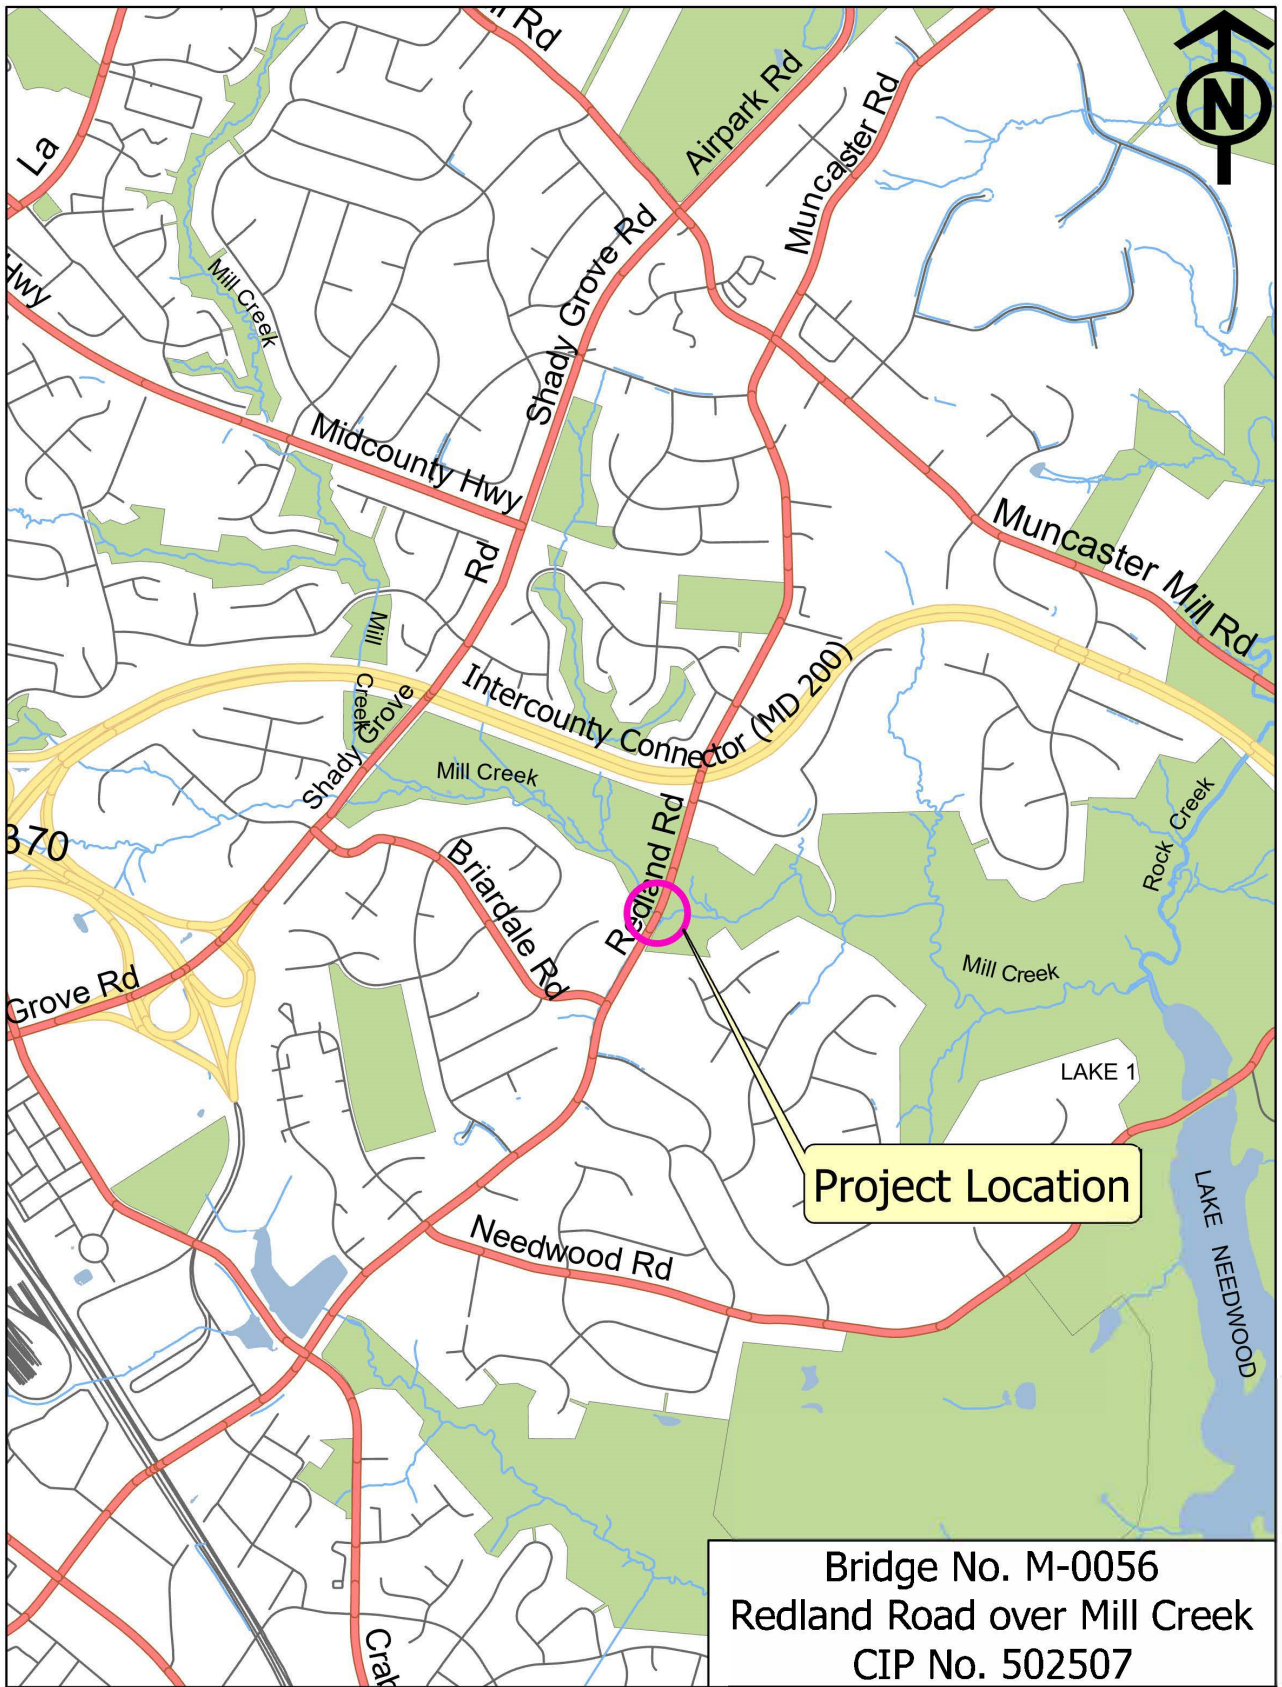 ll Rd
Airpark Rd
Muncaster Rd
N
La
Hwy
Mill Creek
Shady Grove Rd
Midcounty Hwy
Rd
Muncaster Mill Rd
Mill
Creek
Intercounty Connector (MD 200)
Shady Grove
Mill Creek
Redland Rd
Rock Creek
370
Briardale Rd
Grove Rd
Mill Creek
LAKE 1
Project Location
LAKE NEEDWOOD
Needwood Rd
Crab
Bridge No. M-0056
Redland Road over Mill Creek
CIP No. 502507